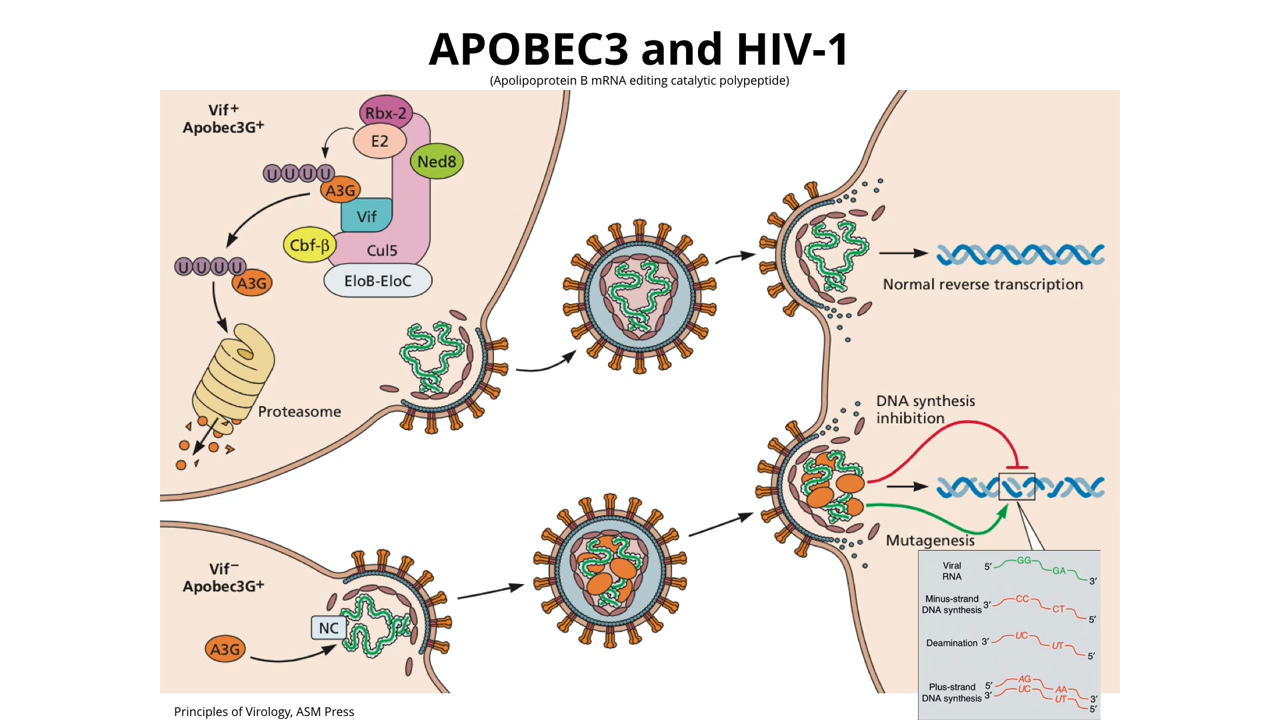 APOBEC3 and HIV-1
(Apolipoprotein B mRNA editing catalytic polypeptide)
Vif+
Apobec3G+
Rbx-2
E2
Ned8
U U U U
A3G
Vif
Cbf-β
Cul5
EloB-EloC
U U U U
A3G
Proteasome
Normal reverse transcription
DNA synthesis
inhibition
Mutagenesis
Vif−
Apobec3G+
NC
A3G
Viral
RNA
5′ GG GA 3′
Minus-strand
DNA synthesis
3′ CC CT 5′
Deamination 3′ UC UT 5′
Plus-strand
DNA synthesis
5′ AG AA 3′
3′ UC UT 5′
Principles of Virology, ASM Press